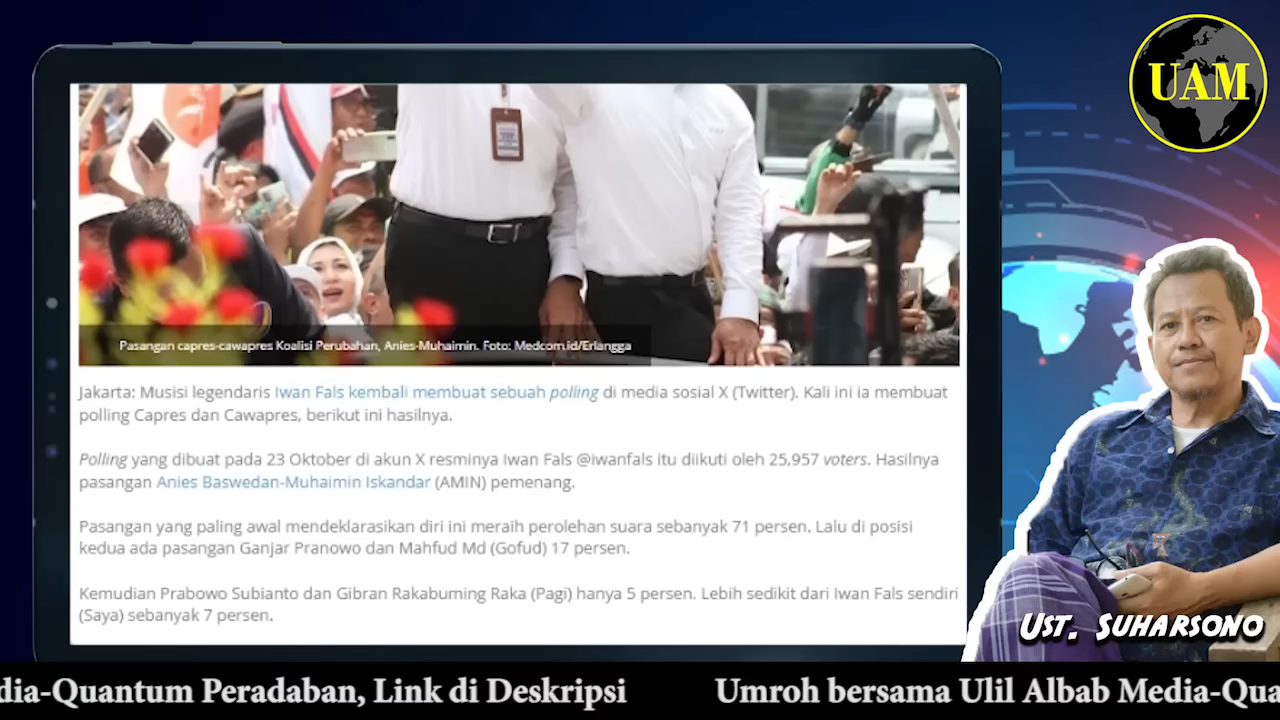 UAM
Pasangan capres-cawapres Koalisi Perubahan, Anies-Muhaimin. Foto: Medcom.id/Erlangga
Jakarta: Musisi legendaris Iwan Fals kembali membuat sebuah polling di media sosial X (Twitter). Kali ini ia membuat
polling Capres dan Cawapres, berikut ini hasilnya.
Polling yang dibuat pada 23 Oktober di akun X resminya Iwan Fals @iwanfals itu diikuti oleh 25,957 voters. Hasilnya
pasangan Anies Baswedan-Muhaimin Iskandar (AMIN) pemenang.
Pasangan yang paling awal mendeklarasikan diri ini meraih perolehan suara sebanyak 71 persen. Lalu di posisi
kedua ada pasangan Ganjar Pranowo dan Mahfud Md (Gofud) 17 persen.
Kemudian Prabowo Subianto dan Gibran Rakabuming Raka (Pagi) hanya 5 persen. Lebih sedikit dari Iwan Fals sendiri
(Saya) sebanyak 7 persen.
UST. SUHARSONO
dia-Quantum Peradaban, Link di Deskripsi Umroh bersama Ulil Albab Media-Qua